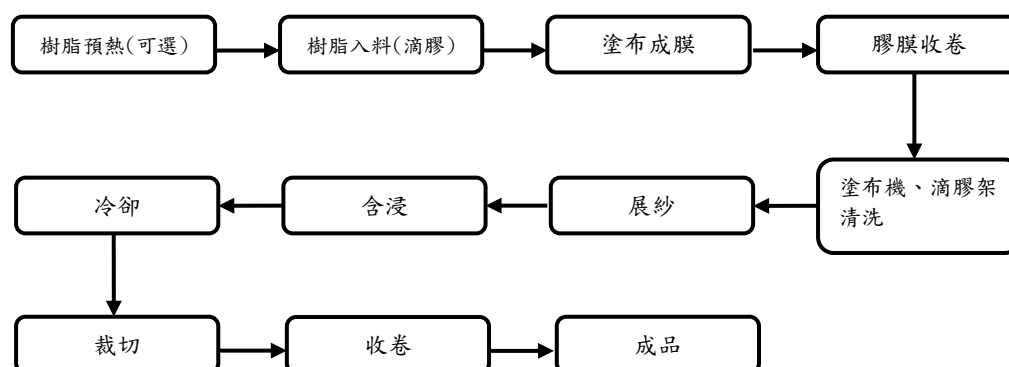 樹脂預熱(可選)
樹脂入料(滴膠)
塗布成膜
膠膜收卷
塗布機、滴膠架
清洗
展紗
含浸
冷卻
裁切
收卷
成品